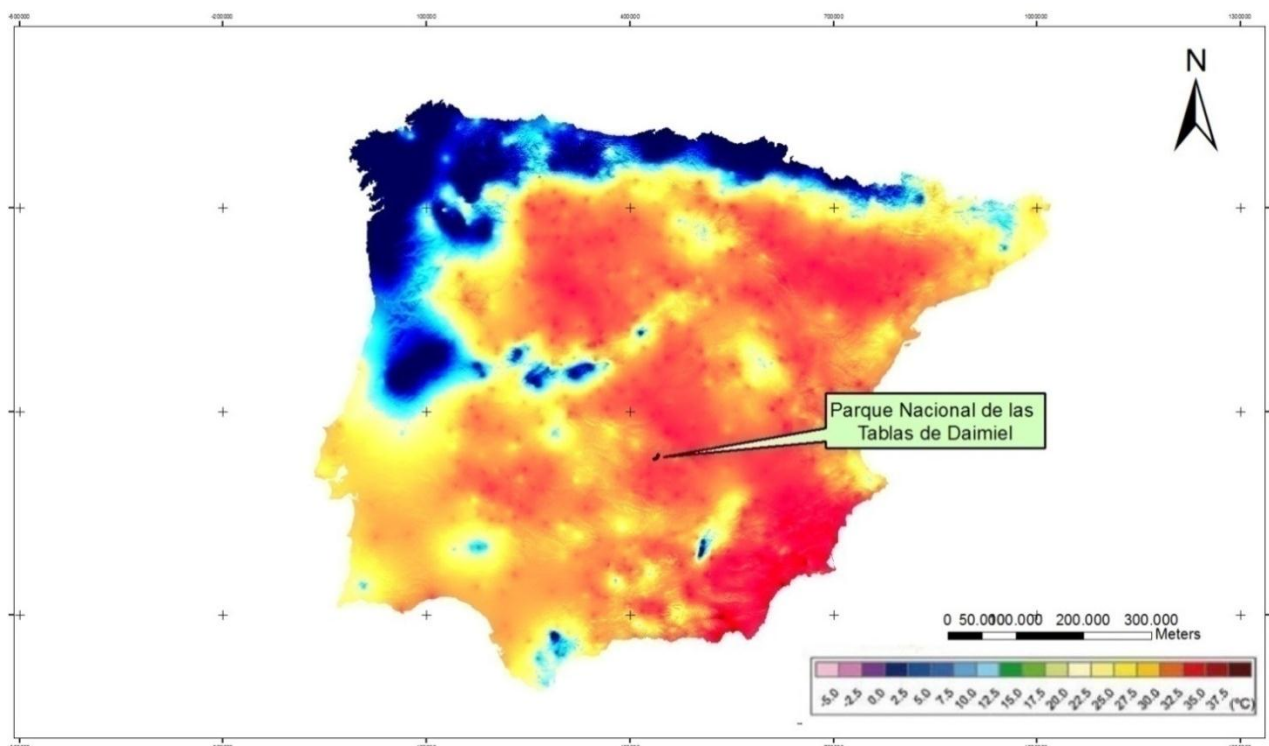 N
Parque Nacional de las
Tablas de Daimiel
0 50.00100.000 200.000 300.000
Meters
-5.0 -2.5 0.0 2.5 5.0 7.5 10.0 12.5 15.0 17.5 20.0 22.5 25.0 27.5 30.0 32.5 35.0 37.5 (°C)